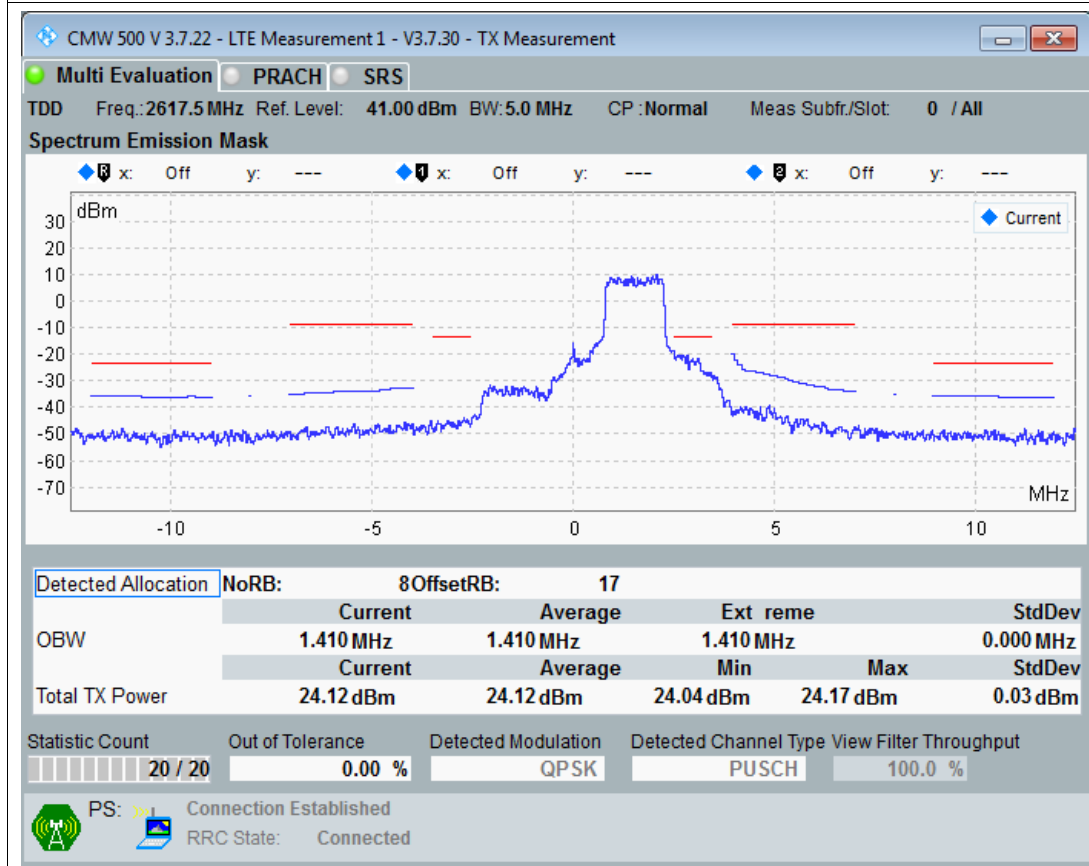 CMW 500 V 3.7.22 - LTE Measurement 1 - V3.7.30 - TX Measurement
Multi Evaluation PRACH SRS
TDD Freq.: 2617.5 MHz Ref. Level: 41.00 dBm BW: 5.0 MHz CP : Normal Meas Subfr./Slot: 0 / All
Spectrum Emission Mask
R x: Off y: --- 1 x: Off y: --- 2 x: Off y: ---
dBm
Current
30
20
10
0
-10
-20
-30
-40
-50
-60
-70
MHz
-10 -5 0 5 10
Detected Allocation NoRB: 8 OffsetRB: 17
Current Average Ext reme StdDev
OBW 1.410 MHz 1.410 MHz 1.410 MHz 0.000 MHz
Current Average Min Max StdDev
Total TX Power 24.12 dBm 24.12 dBm 24.04 dBm 24.17 dBm 0.03 dBm
Statistic Count Out of Tolerance Detected Modulation Detected Channel Type View Filter Throughput
20 / 20 0.00 % QPSK PUSCH 100.0 %
PS: Connection Established
RRC State: Connected